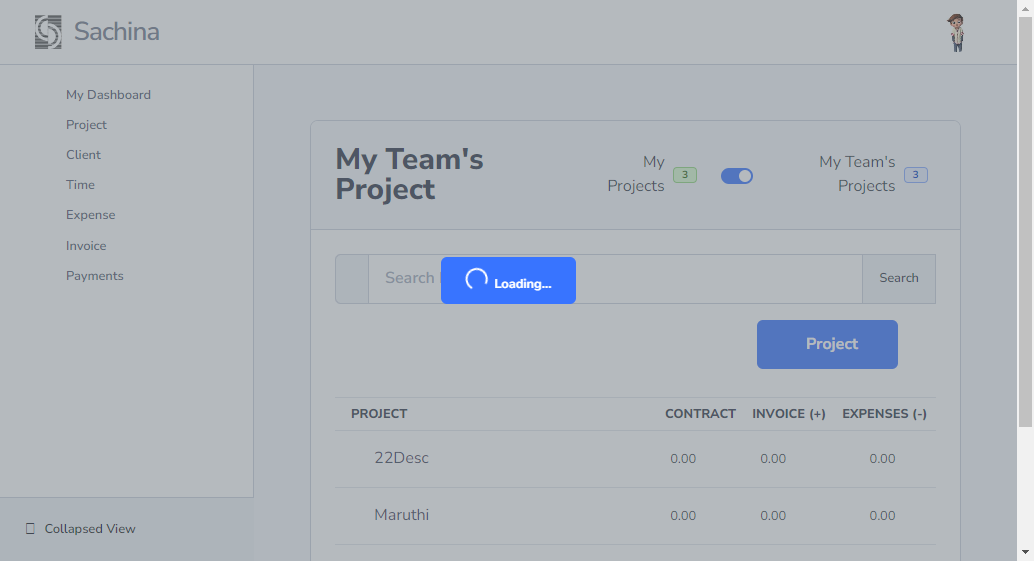 Sachina
My Dashboard
Project
Client
Time
Expense
Invoice
Payments
Collapsed View
My Team's
Project
My
Projects
3
My Team's
Projects
3
Search
Loading...
Search
Project
PROJECT CONTRACT INVOICE (+) EXPENSES (-)
22Desc 0.00 0.00 0.00
Maruthi 0.00 0.00 0.00